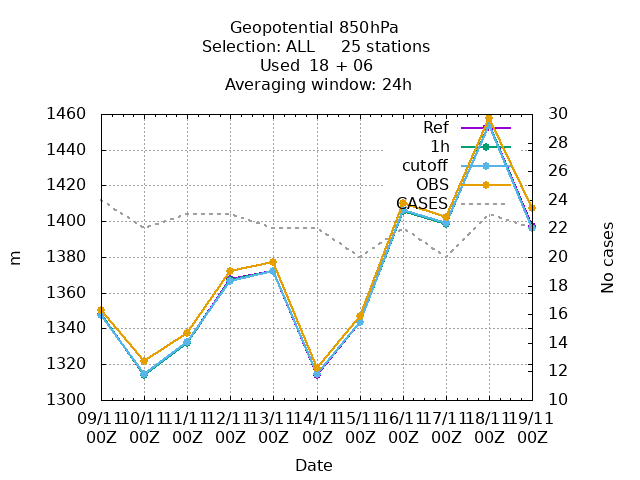 Geopotential 850hPa
Selection: ALL 25 stations
Used 18 + 06
Averaging window: 24h
1460 30
Ref
28
1h
1440
26
cutoff
1420
OBS
24
CASES
1400
22
1380 20
m
No cases
18
1360
16
1340
14
1320
12
1300 10
09/11 10/11 11/11 12/11 13/11 14/11 15/11 16/11 17/11 18/11 19/11
00Z 00Z 00Z 00Z 00Z 00Z 00Z 00Z 00Z 00Z 00Z
Date